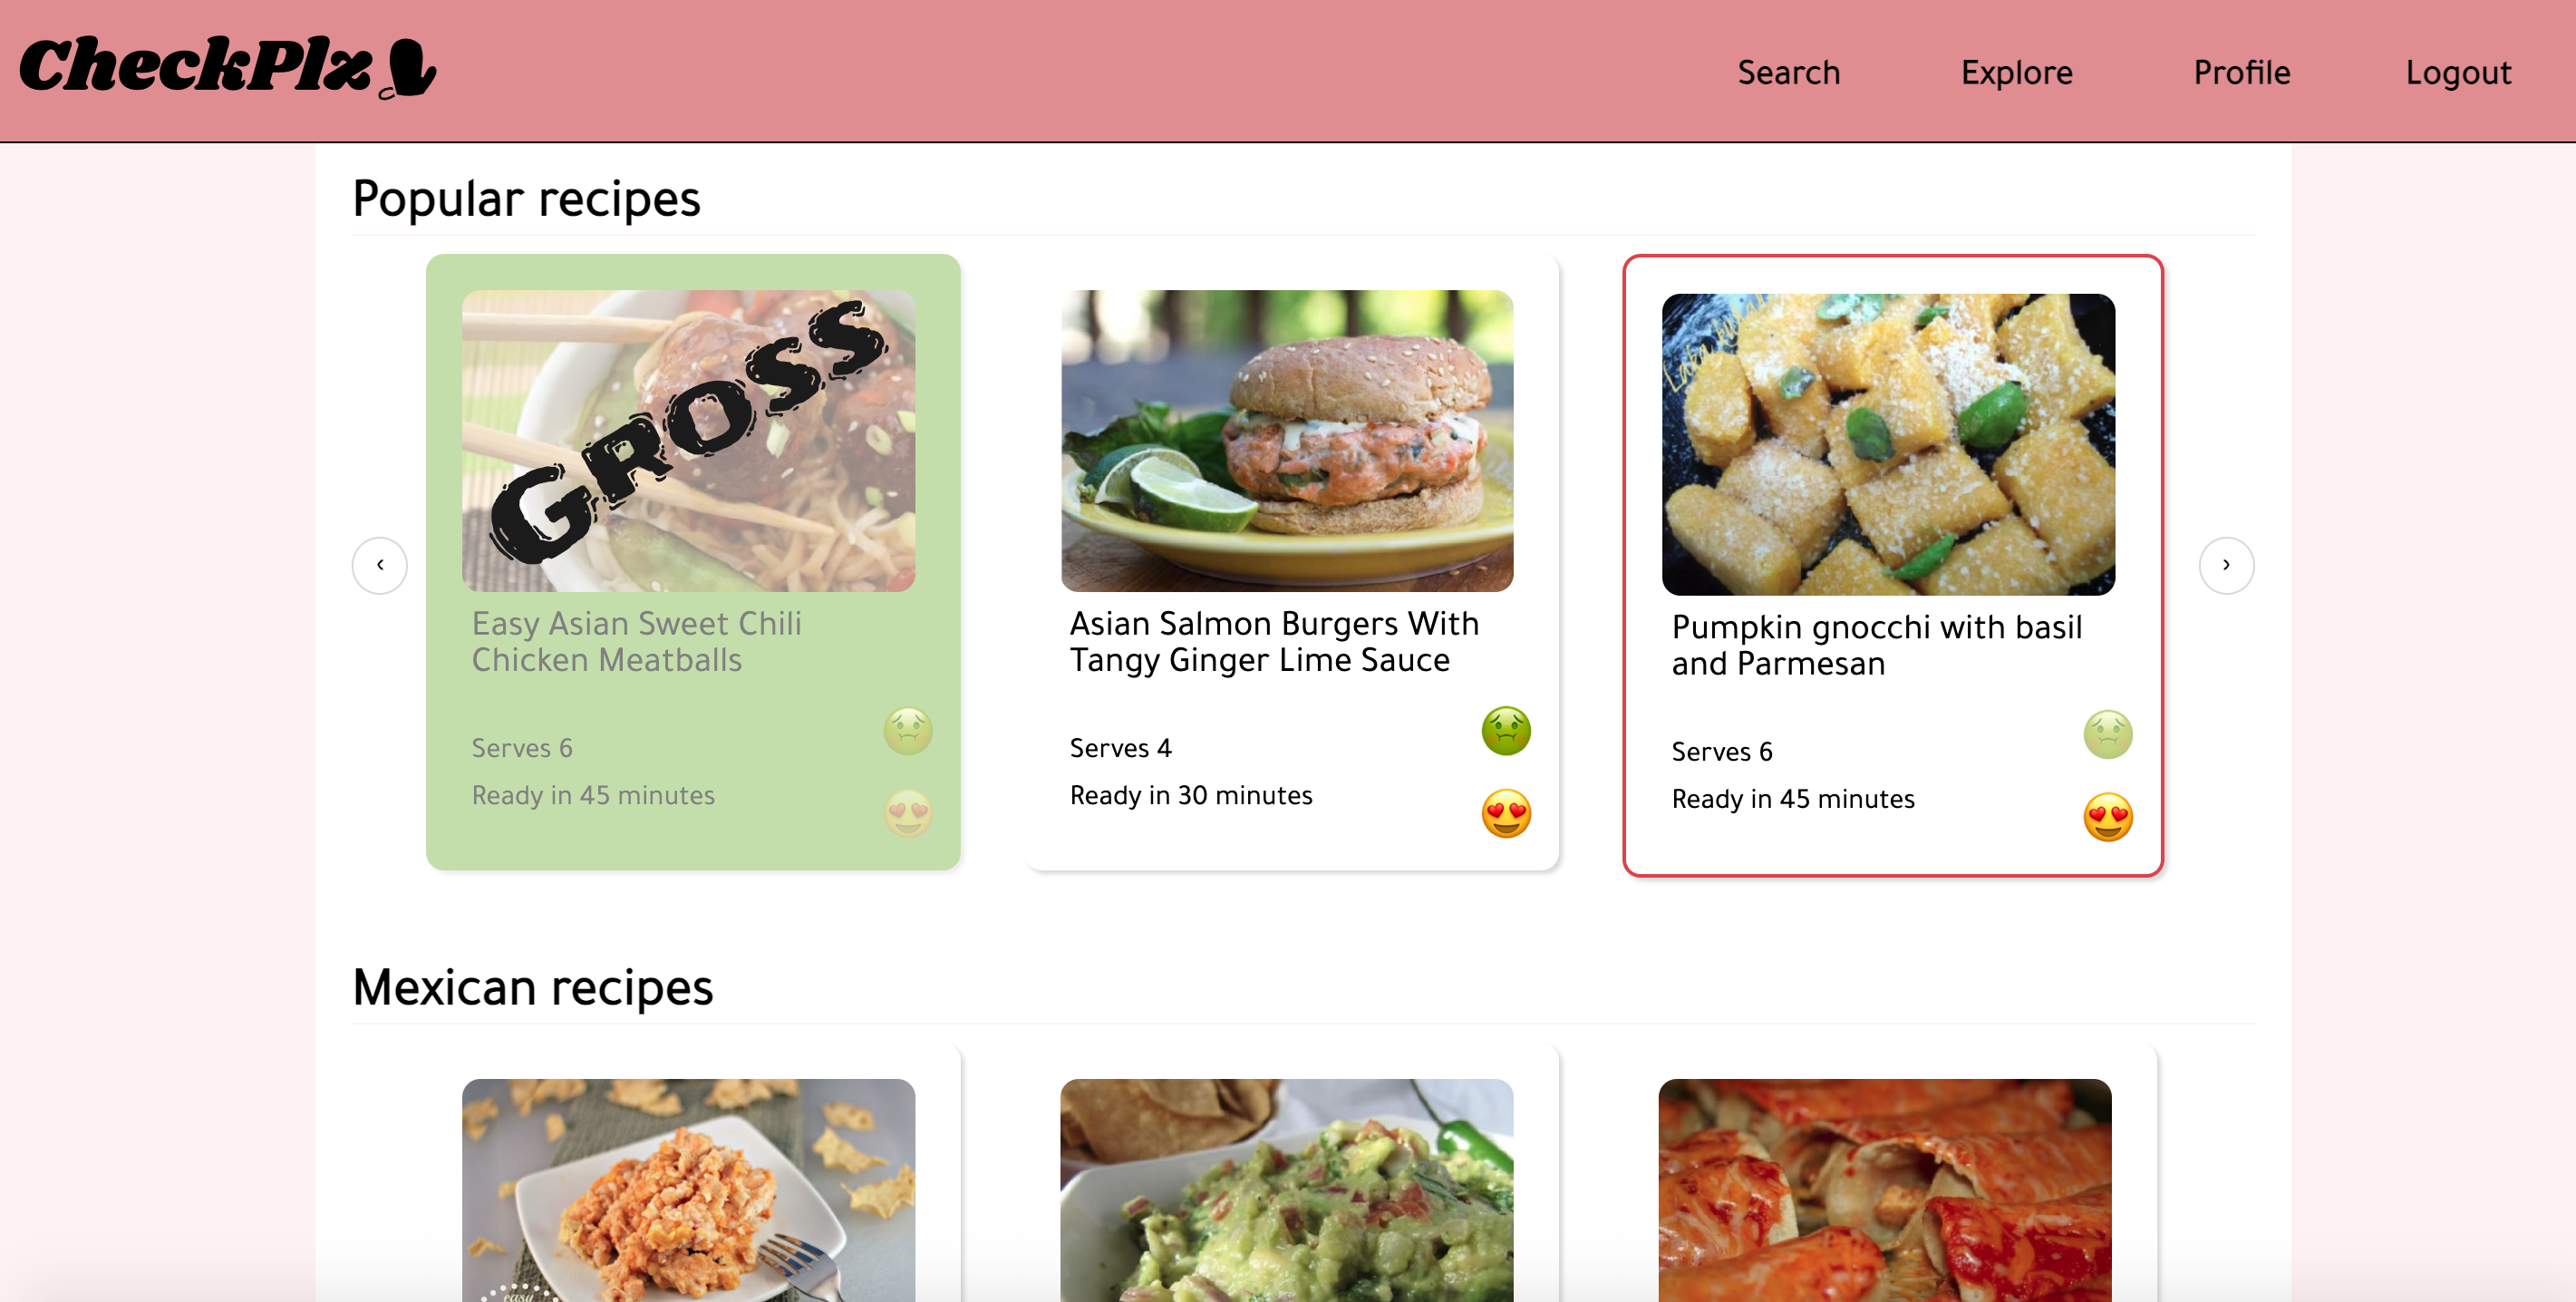 CheckPlz
Search Explore Profile Logout
Popular recipes
GROSS
Easy Asian Sweet Chili
Chicken Meatballs
Serves 6
Ready in 45 minutes
Asian Salmon Burgers With
Tangy Ginger Lime Sauce
Serves 4
Ready in 30 minutes
Pumpkin gnocchi with basil
and Parmesan
Serves 6
Ready in 45 minutes
‹
›
Mexican recipes
easy